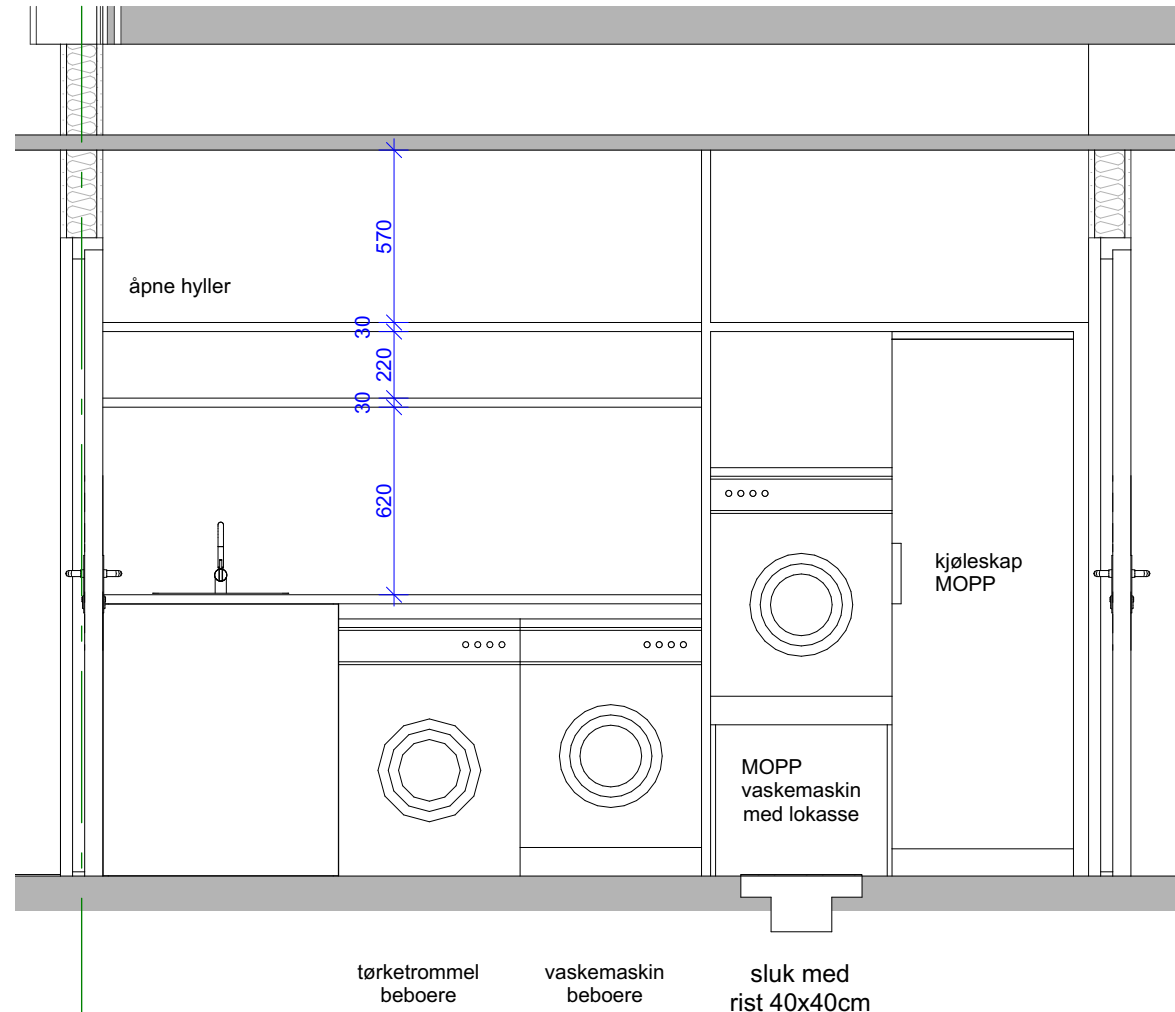 570
åpne hyller
30
220
30
620
kjøleskap
MOPP
MOPP
vaskemaskin
med lokasse
tørketrommel
beboere
vaskemaskin
beboere
sluk med
rist 40x40cm